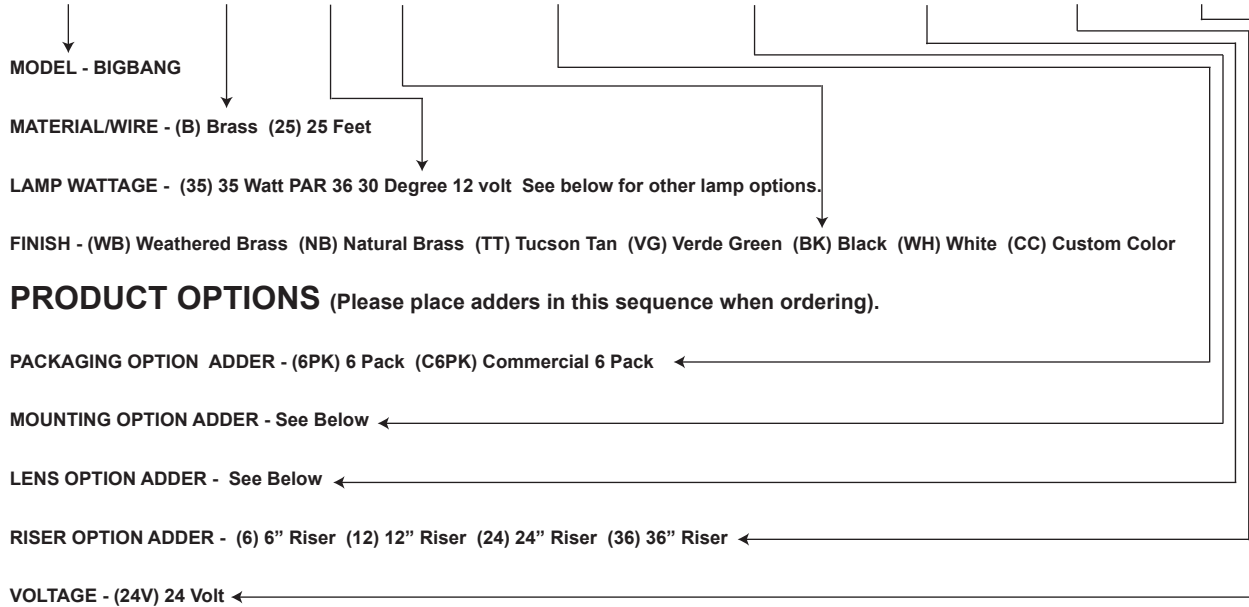 MODEL - BIGBANG
MATERIAL/WIRE - (B) Brass (25) 25 Feet
LAMP WATTAGE - (35) 35 Watt PAR 36 30 Degree 12 volt See below for other lamp options.
FINISH - (WB) Weathered Brass (NB) Natural Brass (TT) Tucson Tan (VG) Verde Green (BK) Black (WH) White (CC) Custom Color
PRODUCT OPTIONS (Please place adders in this sequence when ordering).
PACKAGING OPTION ADDER - (6PK) 6 Pack (C6PK) Commercial 6 Pack
MOUNTING OPTION ADDER - See Below
LENS OPTION ADDER - See Below
RISER OPTION ADDER - (6) 6” Riser (12) 12” Riser (24) 24” Riser (36) 36” Riser
VOLTAGE - (24V) 24 Volt